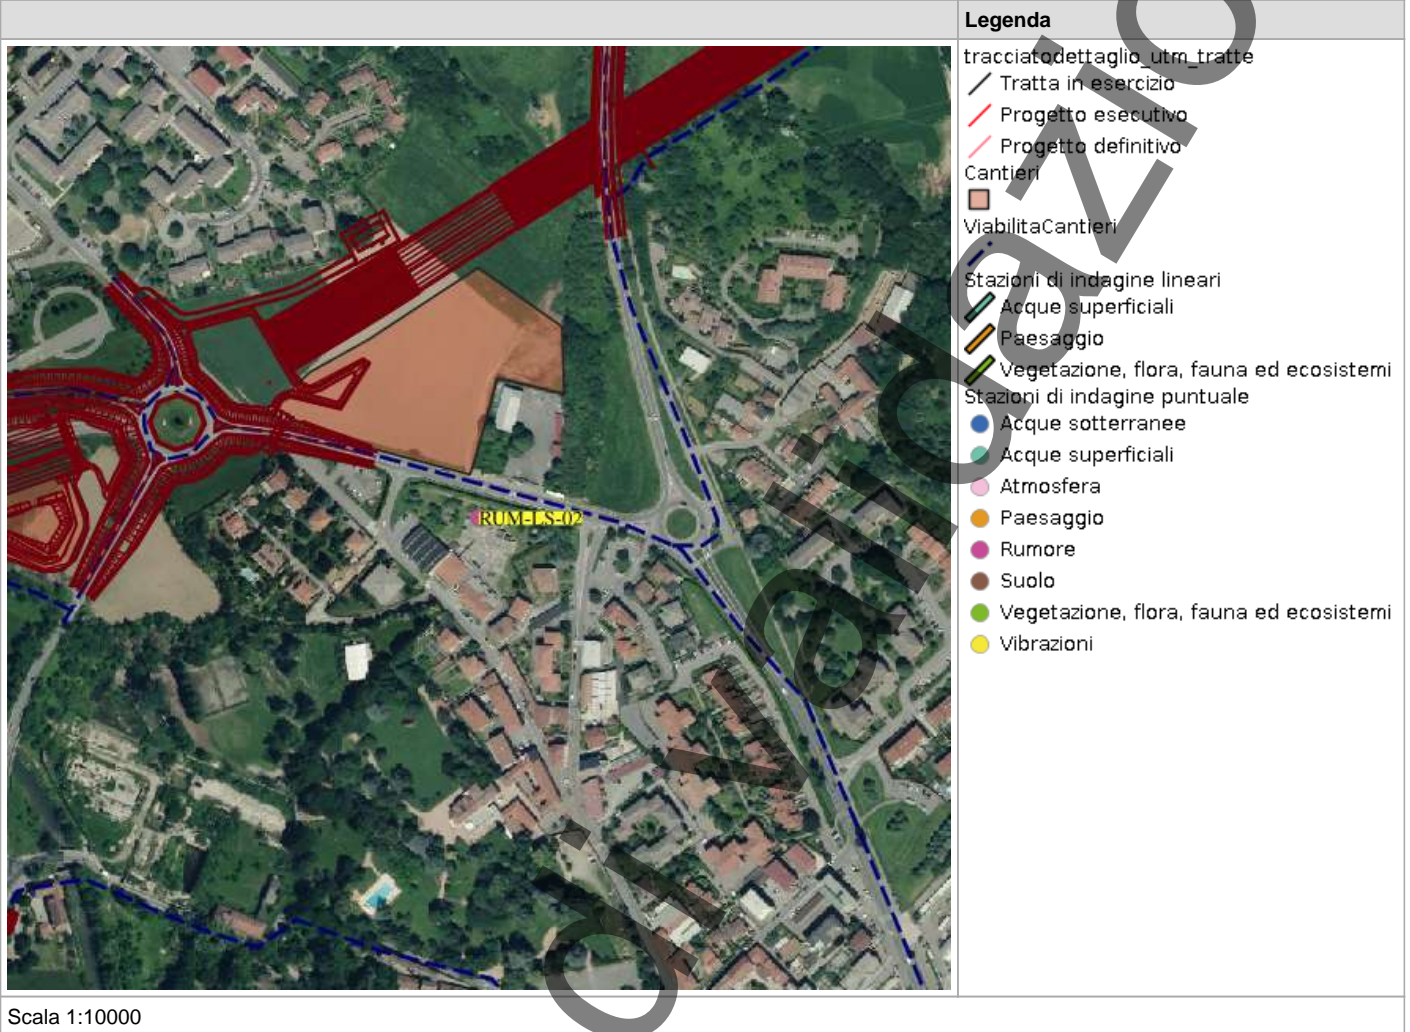 Legenda
tracciatodettaglio_utm_tratte
Tratta in esercizio
Progetto esecutivo
Progetto definitivo
Cantieri
ViabilitaCantieri
Stazioni di indagine lineari
Acque superficiali
Paesaggio
Vegetazione, flora, fauna ed ecosistemi
Stazioni di indagine puntuale
Acque sotterranee
Acque superficiali
Atmosfera
Paesaggio
Rumore
Suolo
Vegetazione, flora, fauna ed ecosistemi
Vibrazioni
RUM-LS-02
Scala 1:10000
di validazio